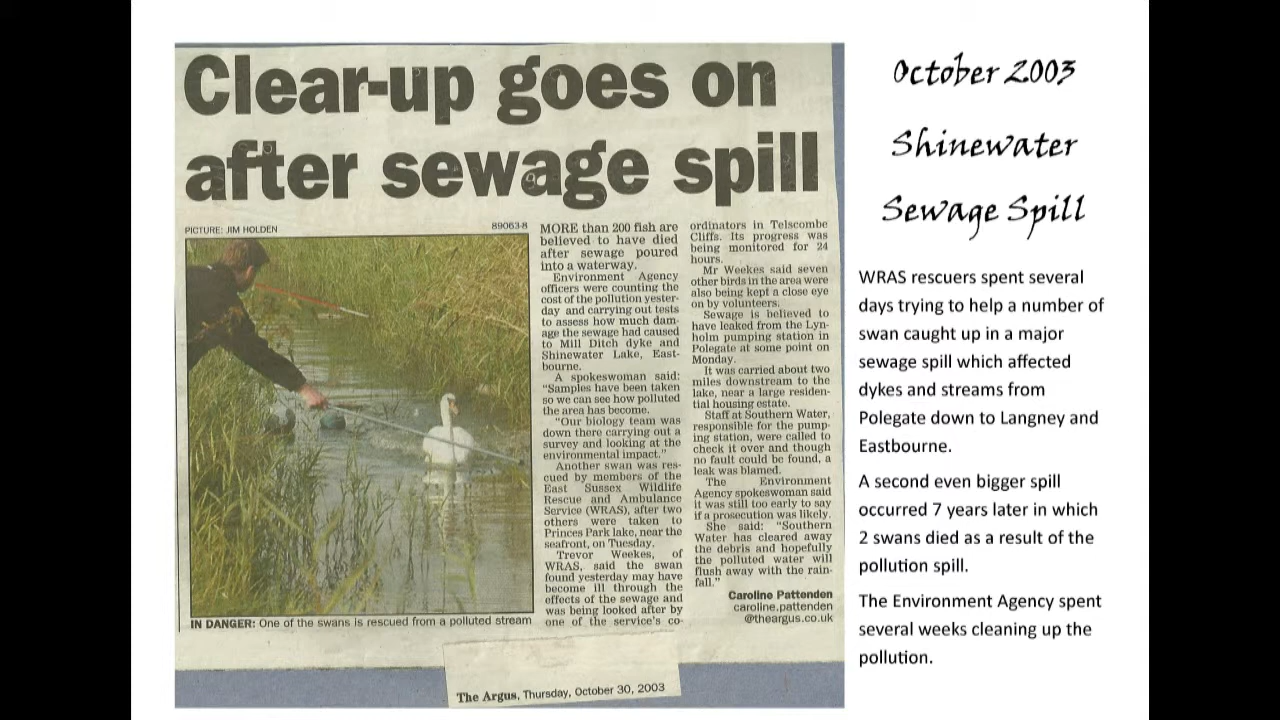 Clear-up goes on
after sewage spill
PICTURE: JIM HOLDEN
89063-8
IN DANGER: One of the swans is rescued from a polluted stream
MORE than 200 fish are
believed to have died
after sewage poured
into a waterway.
Environment Agency
officers were counting the
cost of the pollution yester-
day and carrying out tests
to assess how much dam-
age the sewage had caused
to Mill Ditch dyke and
Shinewater Lake, East-
bourne.
A spokeswoman said:
"Samples have been taken
so we can see how polluted
the area has become.
"Our biology team was
down there carrying out a
survey and looking at the
environmental impact."
Another swan was res-
cued by members of the
East Sussex Wildlife
Rescue and Ambulance
Service (WRAS), after two
others were taken to
Princes Park lake, near the
seafront, on Tuesday.
Trevor Weekes, of
WRAS, said the swan
found yesterday may have
become ill through the
effects of the sewage and
was being looked after by
one of the service's co-
ordinators in Telscombe
Cliffs. Its progress was
being monitored for 24
hours.
Mr Weekes said seven
other birds in the area were
also being kept a close eye
on by volunteers.
Sewage is believed to
have leaked from the Lyn-
holm pumping station in
Polegate at some point on
Monday.
It was carried about two
miles downstream to the
lake, near a large residen-
tial housing estate.
Staff at Southern Water,
responsible for the pump-
ing station, were called to
check it over and though
no fault could be found, a
leak was blamed.
The Environment
Agency spokeswoman said
it was still too early to say
if a prosecution was likely.
She said: "Southern
Water has cleared away
the debris and hopefully
the polluted water will
flush away with the rain-
fall."
Caroline Pattenden
caroline.pattenden
@theargus.co.uk
The Argus, Thursday, October 30, 2003
October 2003
Shinewater
Sewage Spill
WRAS rescuers spent several
days trying to help a number of
swan caught up in a major
sewage spill which affected
dykes and streams from
Polegate down to Langney and
Eastbourne.
A second even bigger spill
occurred 7 years later in which
2 swans died as a result of the
pollution spill.
The Environment Agency spent
several weeks cleaning up the
pollution.